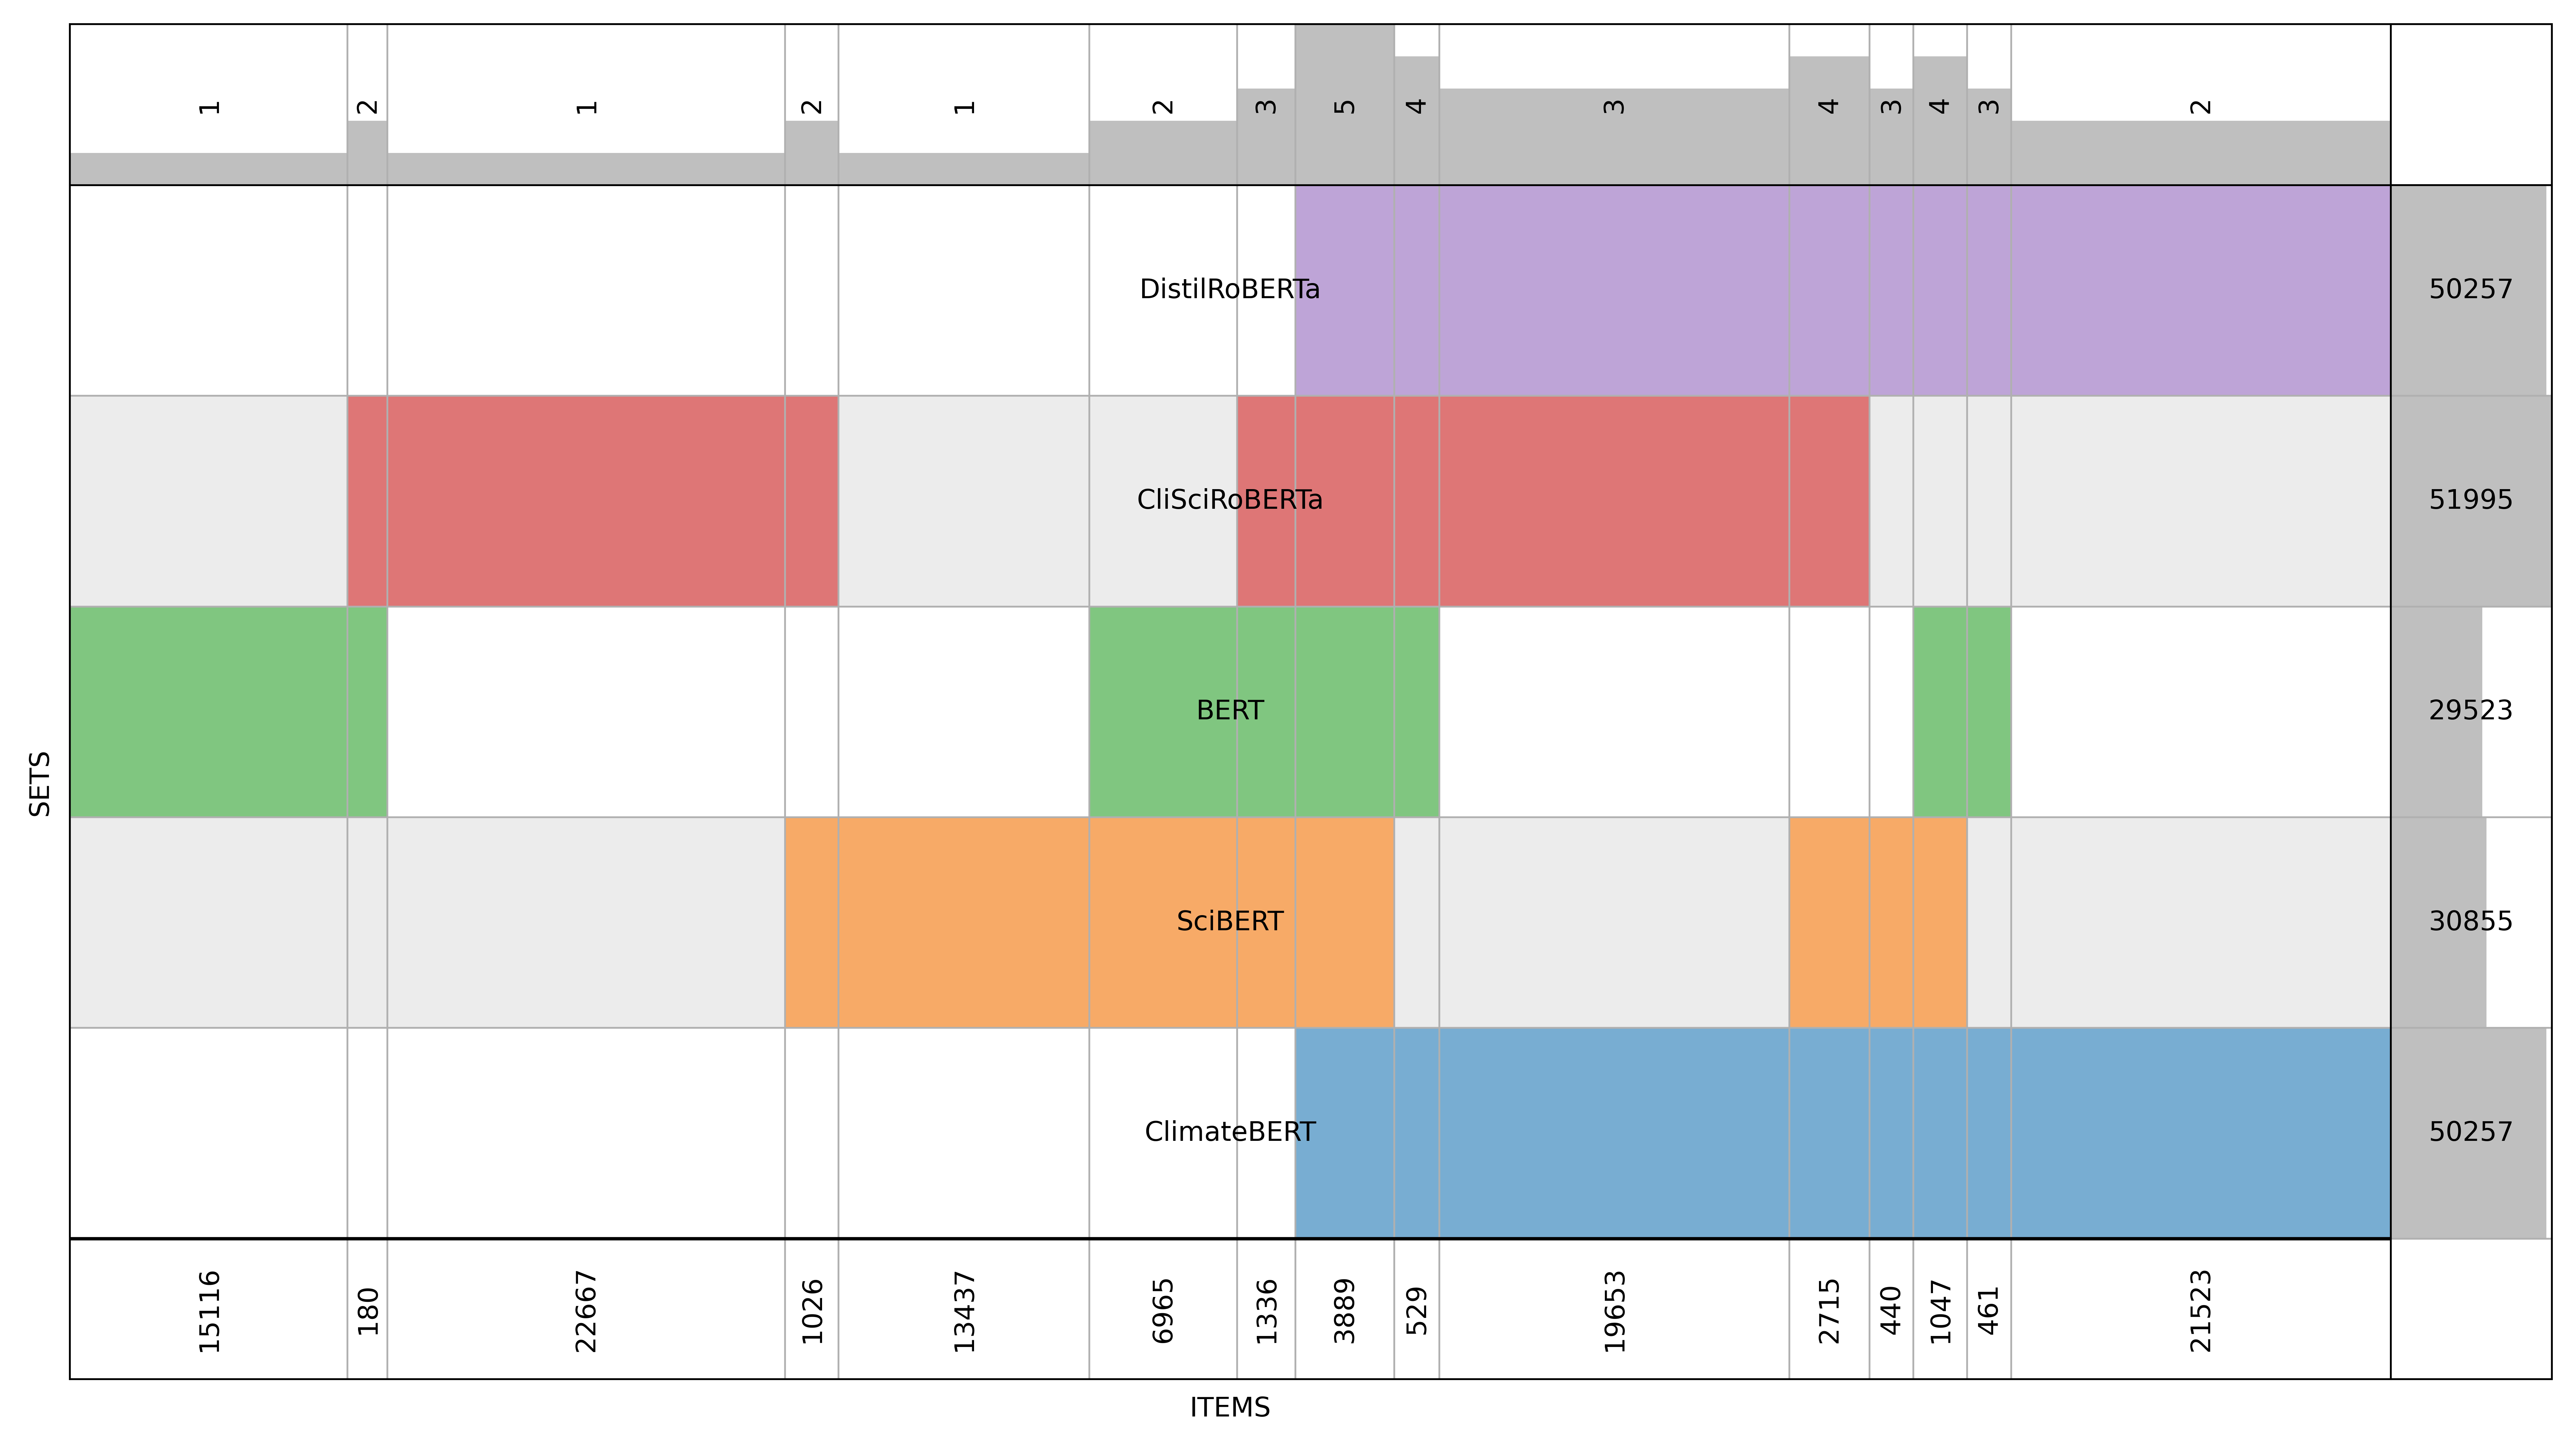 1 2 1 2 1 2 3 5 4 3 4 3 4 3 2
DistilRoBERTa 50257
CliSciRoBERTa 51995
BERT 29523
SciBERT 30855
ClimateBERT 50257
SETS
15116 180 22667 1026 13437 6965 1336 3889 529 19653 2715 440 1047 461 21523
ITEMS